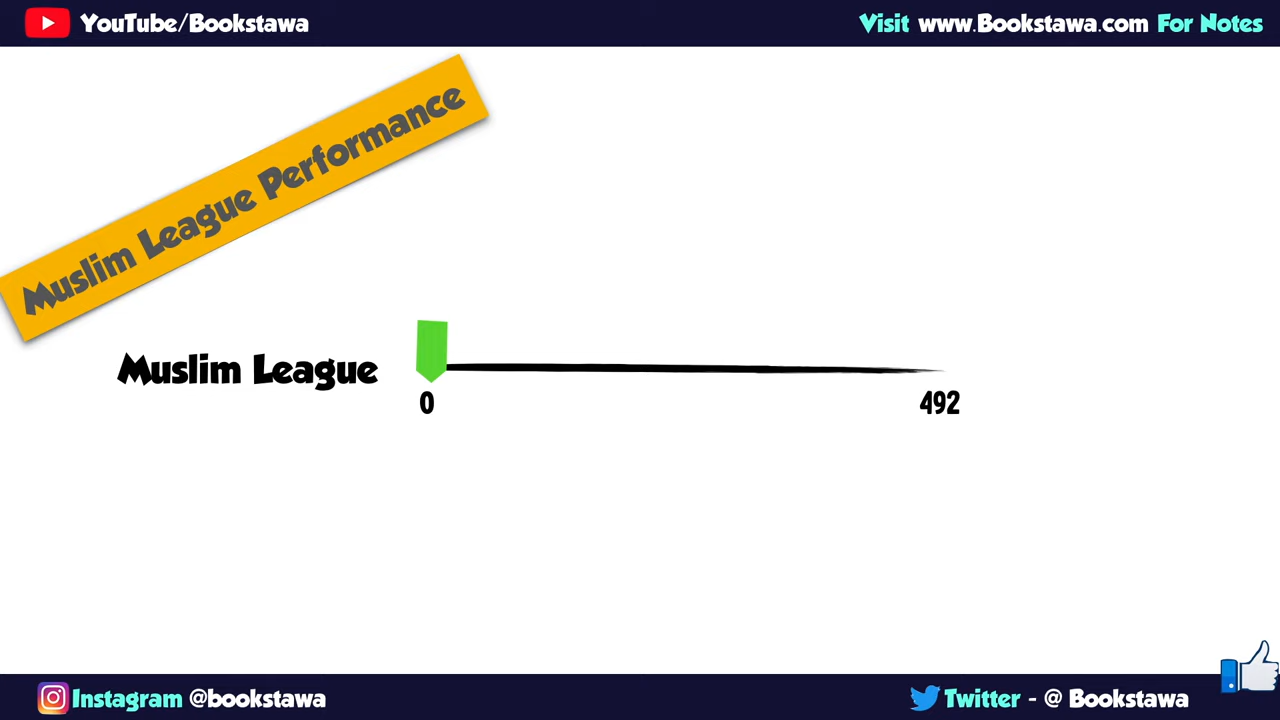 YouTube/Bookstawa
Visit www.Bookstawa.com For Notes
Muslim League Performance
Muslim League
0
492
Instagram @bookstawa
Twitter - @ Bookstawa